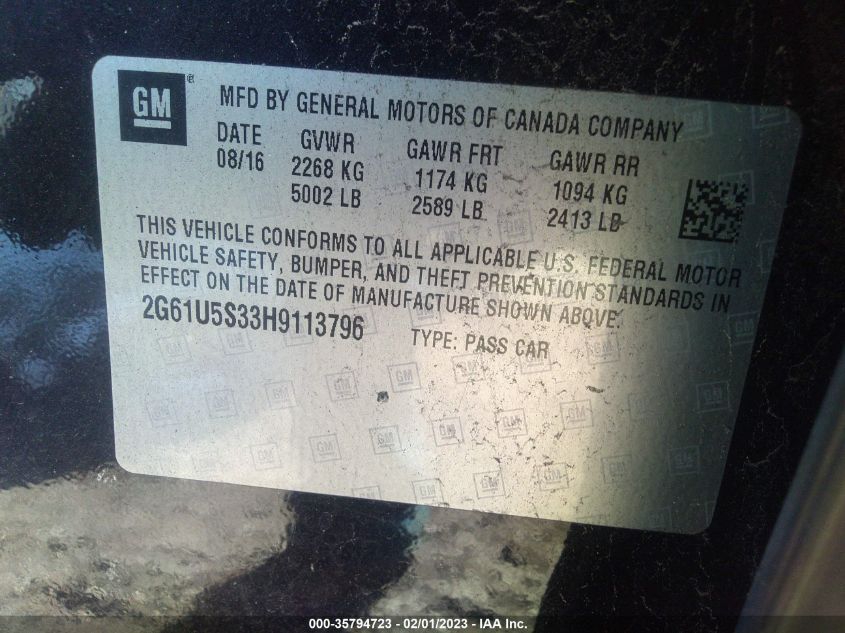 GM
MFD BY GENERAL MOTORS OF CANADA COMPANY
DATE GVWR GAWR FRT GAWR RR
08/16 2268 KG 1174 KG 1094 KG
5002 LB 2589 LB 2413 LB
THIS VEHICLE CONFORMS TO ALL APPLICABLE U.S. FEDERAL MOTOR
VEHICLE SAFETY, BUMPER, AND THEFT PREVENTION STANDARDS IN
EFFECT ON THE DATE OF MANUFACTURE SHOWN ABOVE.
2G61U5S33H9113796 TYPE: PASS CAR
000-35794723 - 02/01/2023 - IAA Inc.